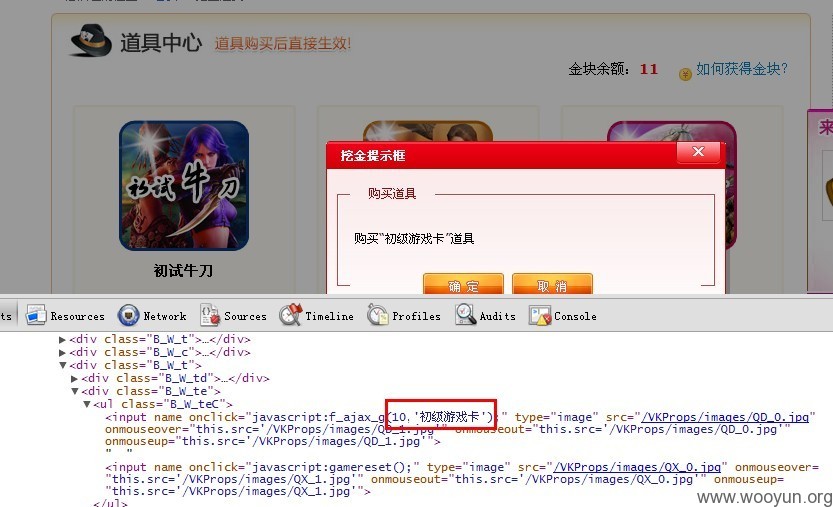 道具中心 道具购买后直接生效!
金块余额: 11 如何获得金块?
来
初试牛刀
挖金提示框
购买道具
购买“初级游戏卡”道具
初试牛刀
确 定 取 消
ts Resources Network Sources Timeline Profiles Audits Console
▶<div class="B_W_t">…</div>
▶<div class="B_W_c">…</div>
▼<div class="B_W_t">
▶<div class="B_W_td">…</div>
▼<div class="B_W_te">
▼<ul class="B_W_teC">
<input name onclick="javascript:f_ajax_g(10,'初级游戏卡');" type="image" src="/VKProps/images/QD_0.jpg"
onmouseover="this.src='/VKProps/images/QD_1.jpg'" onmouseout="this.src='/VKProps/images/QD_0.jpg'"
onmouseup="this.src='/VKProps/images/QD_1.jpg'">
" "
<input name onclick="javascript:gamereset();" type="image" src="/VKProps/images/QX_0.jpg" onmouseover=
"this.src='/VKProps/images/QX_1.jpg'" onmouseout="this.src='/VKProps/images/QX_0.jpg'" onmouseup=
"this.src='/VKProps/images/QX_1.jpg'">
</ul>
www.wooyun.org